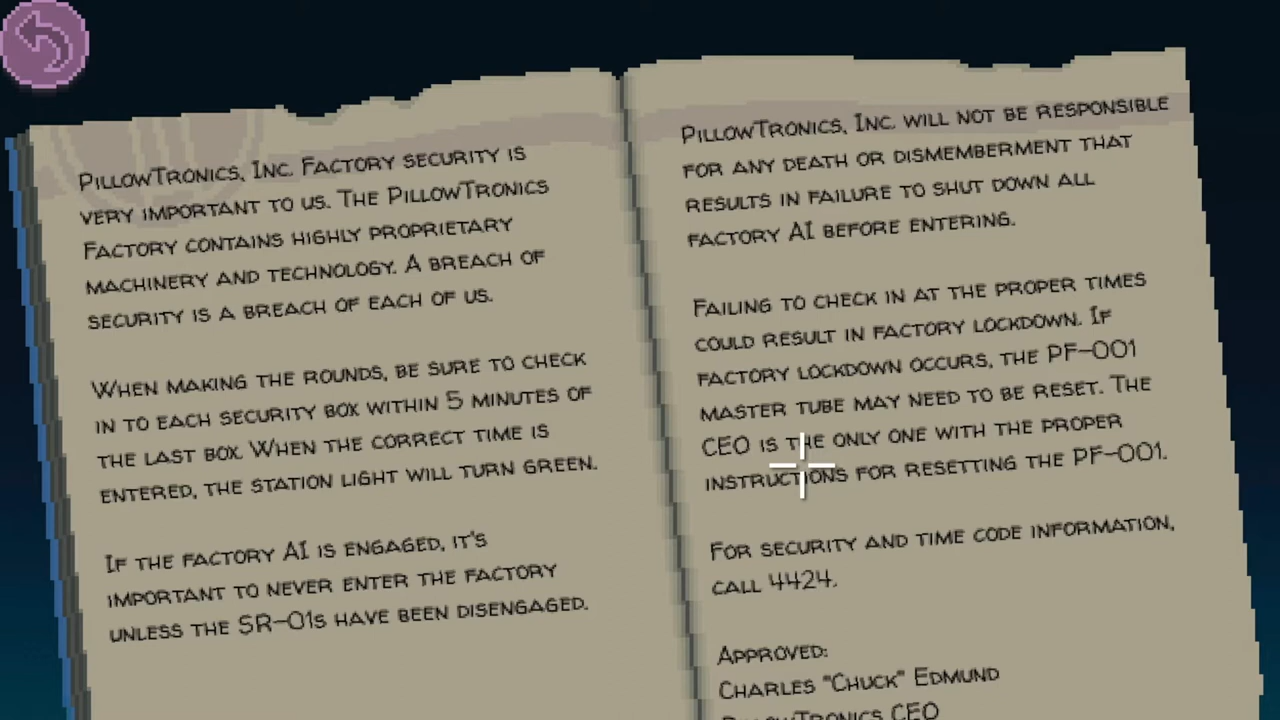 PillowTronics, Inc. Factory security is
very important to us. The PillowTronics
Factory contains highly proprietary
machinery and technology. A breach of
security is a breach of each of us.
When making the rounds, be sure to check
in to each security box within 5 minutes of
the last box. When the correct time is
entered, the station light will turn green.
If the factory AI is engaged, it's
important to never enter the factory
unless the SR-01s have been disengaged.
PillowTronics, Inc. will not be responsible
for any death or dismemberment that
results in failure to shut down all
factory AI before entering.
Failing to check in at the proper times
could result in factory lockdown. If
factory lockdown occurs, the PF-001
master tube may need to be reset. The
CEO is the only one with the proper
instructions for resetting the PF-001.
For security and time code information,
call 4424.
Approved:
Charles "Chuck" Edmund
PillowTronics CEO